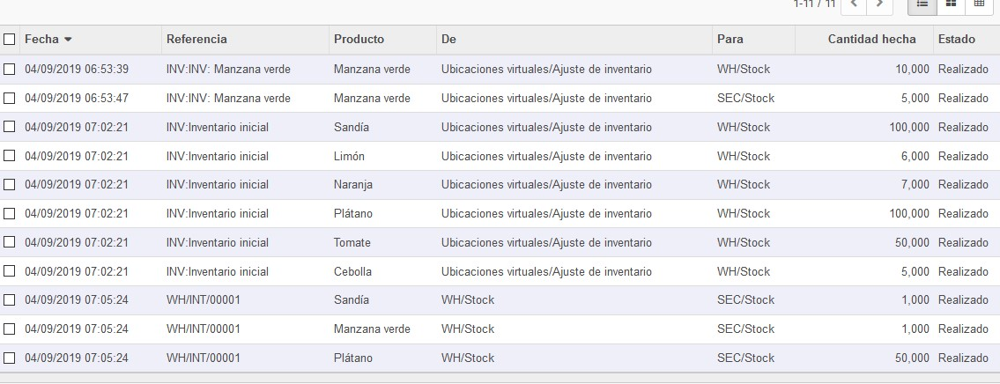 1-11 / 11
Fecha Referencia Producto De Para Cantidad hecha Estado
04/09/2019 06:53:39 INV:INV: Manzana verde Manzana verde Ubicaciones virtuales/Ajuste de inventario WH/Stock 10,000 Realizado
04/09/2019 06:53:47 INV:INV: Manzana verde Manzana verde Ubicaciones virtuales/Ajuste de inventario SEC/Stock 5,000 Realizado
04/09/2019 07:02:21 INV:Inventario inicial Sandía Ubicaciones virtuales/Ajuste de inventario WH/Stock 100,000 Realizado
04/09/2019 07:02:21 INV:Inventario inicial Limón Ubicaciones virtuales/Ajuste de inventario WH/Stock 6,000 Realizado
04/09/2019 07:02:21 INV:Inventario inicial Naranja Ubicaciones virtuales/Ajuste de inventario WH/Stock 7,000 Realizado
04/09/2019 07:02:21 INV:Inventario inicial Plátano Ubicaciones virtuales/Ajuste de inventario WH/Stock 100,000 Realizado
04/09/2019 07:02:21 INV:Inventario inicial Tomate Ubicaciones virtuales/Ajuste de inventario WH/Stock 50,000 Realizado
04/09/2019 07:02:21 INV:Inventario inicial Cebolla Ubicaciones virtuales/Ajuste de inventario WH/Stock 5,000 Realizado
04/09/2019 07:05:24 WH/INT/00001 Sandía WH/Stock SEC/Stock 1,000 Realizado
04/09/2019 07:05:24 WH/INT/00001 Manzana verde WH/Stock SEC/Stock 1,000 Realizado
04/09/2019 07:05:24 WH/INT/00001 Plátano WH/Stock SEC/Stock 50,000 Realizado